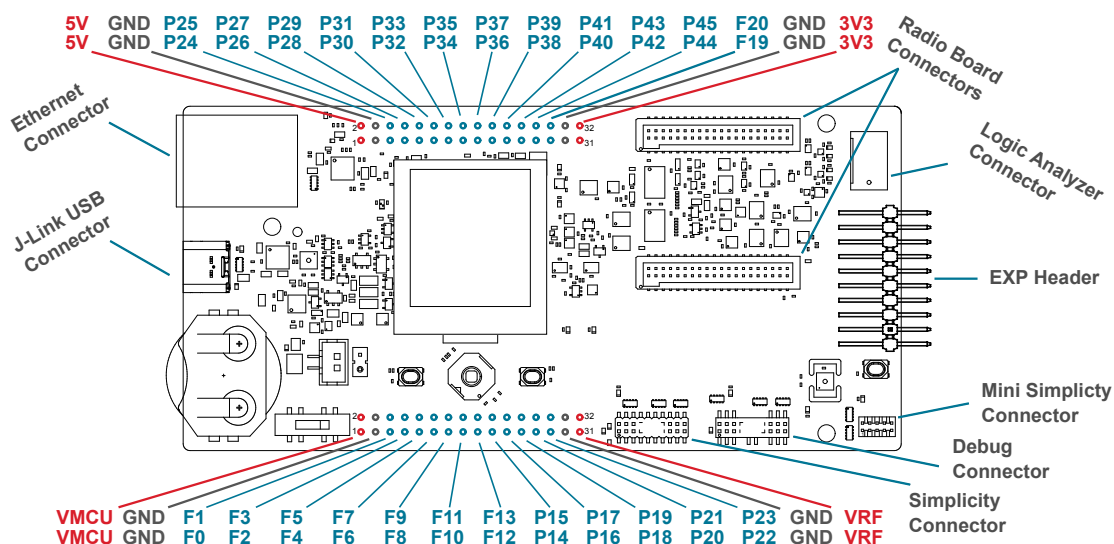 5V GND P25 P27 P29 P31 P33 P35 P37 P39 P41 P43 P45 F20 GND 3V3
5V GND P24 P26 P28 P30 P32 P34 P36 P38 P40 P42 P44 F19 GND 3V3
Radio Board
Connectors
Ethernet
Connector
2
32
1
31
Logic Analyzer
Connector
J-Link USB
Connector
EXP Header
Mini Simplicty
Connector
2
32
1
31
Debug
Connector
Simplicity
Connector
VMCU GND F1 F3 F5 F7 F9 F11 F13 P15 P17 P19 P21 P23 GND VRF
VMCU GND F0 F2 F4 F6 F8 F10 F12 P14 P16 P18 P20 P22 GND VRF